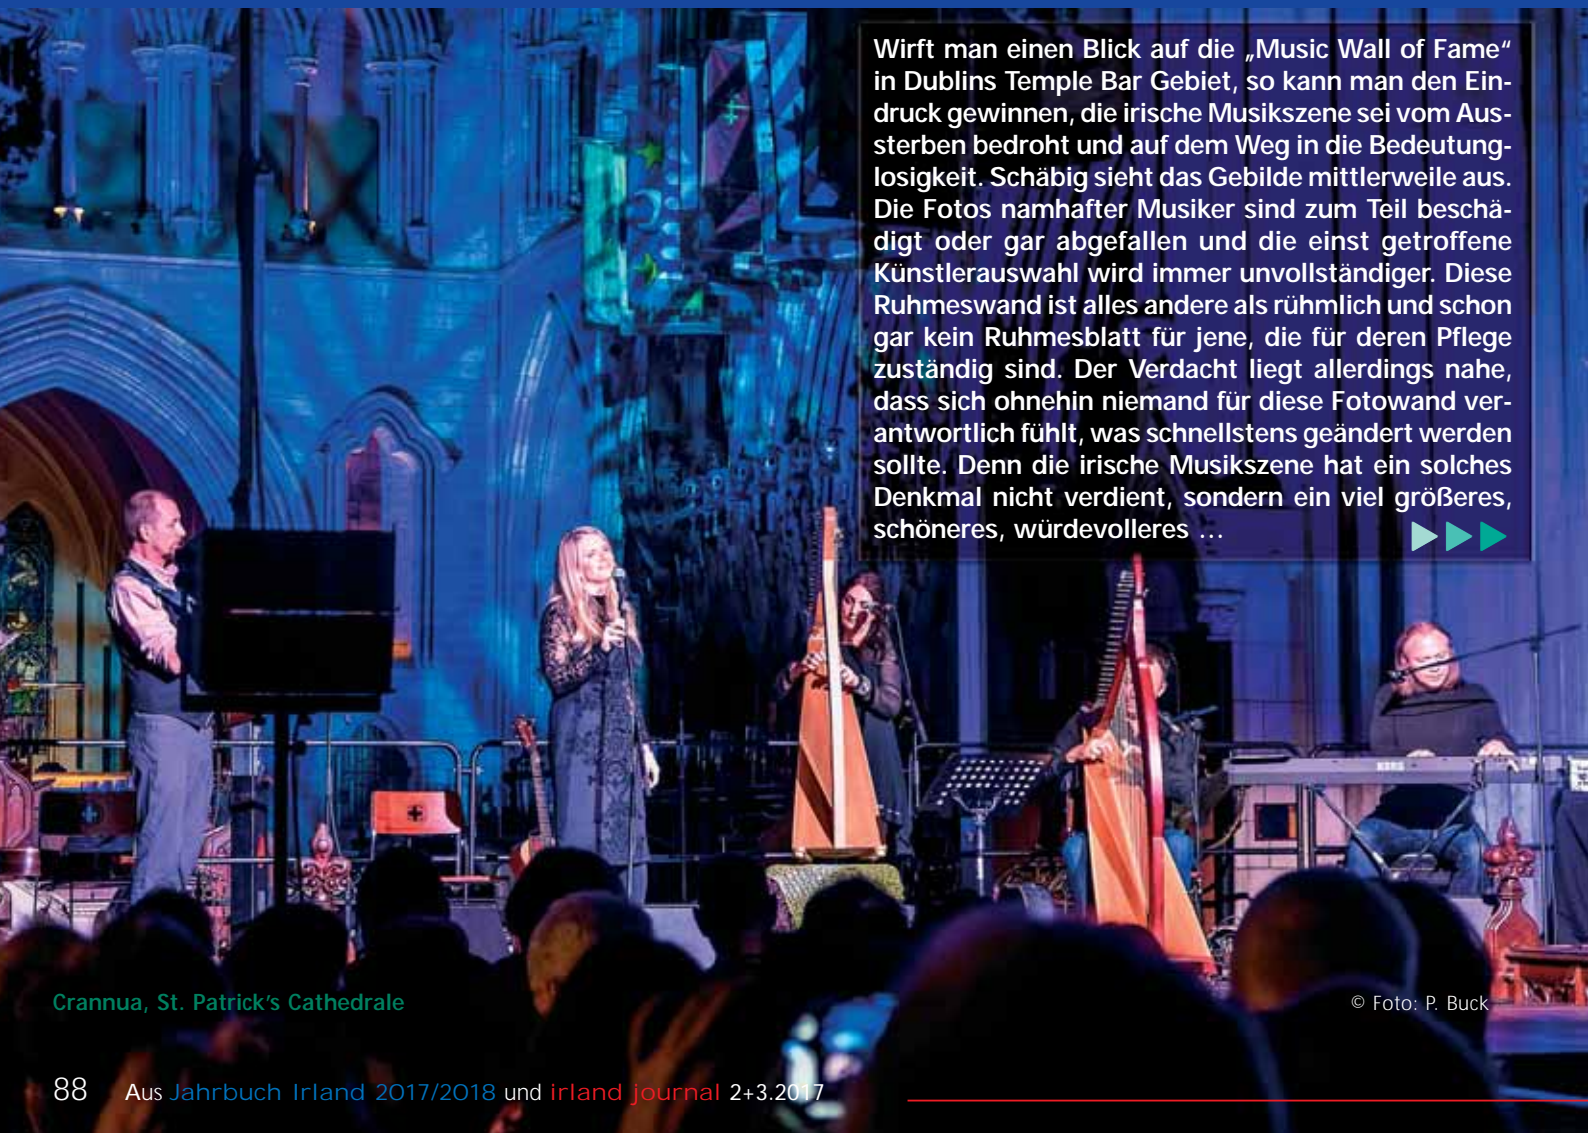 Wirft man einen Blick auf die „Music Wall of Fame“
in Dublins Temple Bar Gebiet, so kann man den Ein-
druck gewinnen, die irische Musikszene sei vom Aus-
sterben bedroht und auf dem Weg in die Bedeutung-
losigkeit. Schäbig sieht das Gebilde mittlerweile aus.
Die Fotos namhafter Musiker sind zum Teil beschä-
digt oder gar abgefallen und die einst getroffene
Künstlerauswahl wird immer unvollständiger. Diese
Ruhmeswand ist alles andere als rühmlich und schon
gar kein Ruhmesblatt für jene, die für deren Pflege
zuständig sind. Der Verdacht liegt allerdings nahe,
dass sich ohnehin niemand für diese Fotowand ver-
antwortlich fühlt, was schnellstens geändert werden
sollte. Denn die irische Musikszene hat ein solches
Denkmal nicht verdient, sondern ein viel größeres,
schöneres, würdevolleres …
KORG
Crannua, St. Patrick’s Cathedrale
© Foto: P. Buck
88 Aus Jahrbuch Irland 2017/2018 und irland journal 2+3.2017